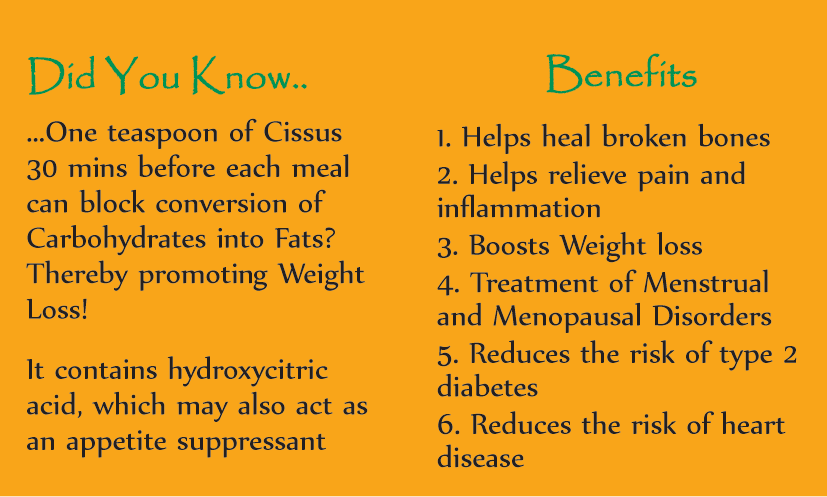 Did You Know..
...One teaspoon of Cissus
30 mins before each meal
can block conversion of
Carbohydrates into Fats?
Thereby promoting Weight
Loss!
It contains hydroxycitric
acid, which may also act as
an appetite suppressant
Benefits
1. Helps heal broken bones
2. Helps relieve pain and
inflammation
3. Boosts Weight loss
4. Treatment of Menstrual
and Menopausal Disorders
5. Reduces the risk of type 2
diabetes
6. Reduces the risk of heart
disease